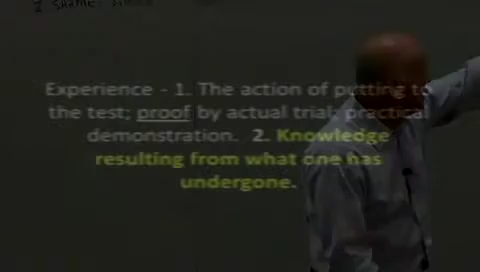 Experience - 1. The action of putting to
the test; proof by actual trial; practical
demonstration. 2. Knowledge
resulting from what one has
undergone.